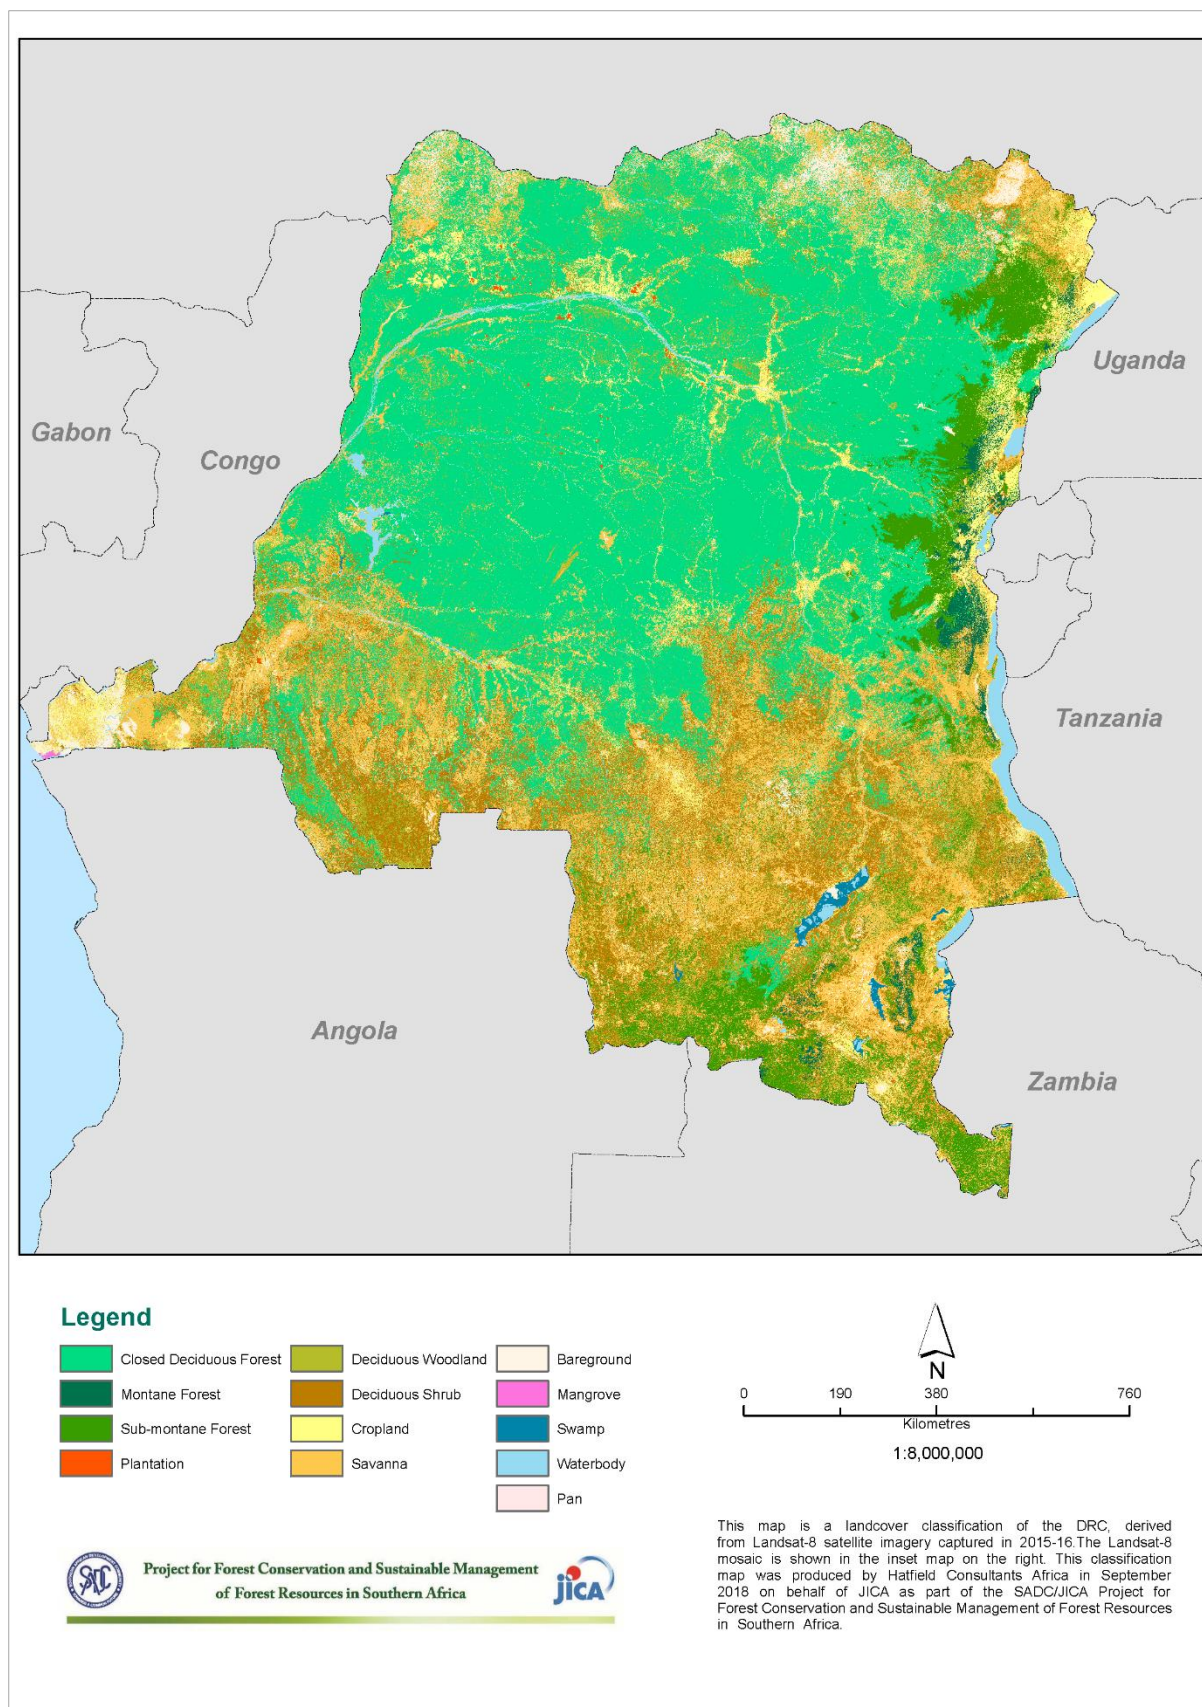 Uganda
Gabon
Congo
Tanzania
Angola
Zambia
Legend
Closed Deciduous Forest
Montane Forest
Sub-montane Forest
Plantation
Deciduous Woodland
Deciduous Shrub
Cropland
Savanna
Bareground
Mangrove
Swamp
Waterbody
Pan
N
0 190 380 760
Kilometres
1:8,000,000
This map is a landcover classification of the DRC, derived
from Landsat-8 satellite imagery captured in 2015-16.The Landsat-8
mosaic is shown in the inset map on the right. This classification
map was produced by Hatfield Consultants Africa in September
2018 on behalf of JICA as part of the SADC/JICA Project for
Forest Conservation and Sustainable Management of Forest Resources
in Southern Africa.
SADC
Project for Forest Conservation and Sustainable Management
of Forest Resources in Southern Africa
jICA